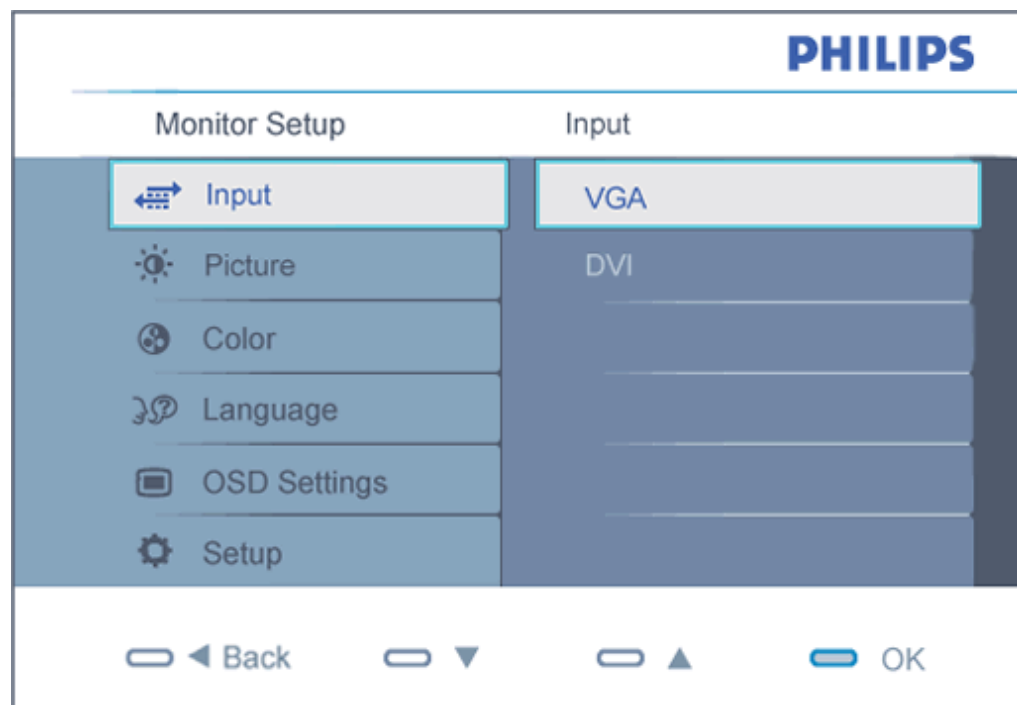 PHILIPS
Monitor Setup
Input
Input
VGA
Picture
DVI
Color
Language
OSD Settings
Setup
Back
OK